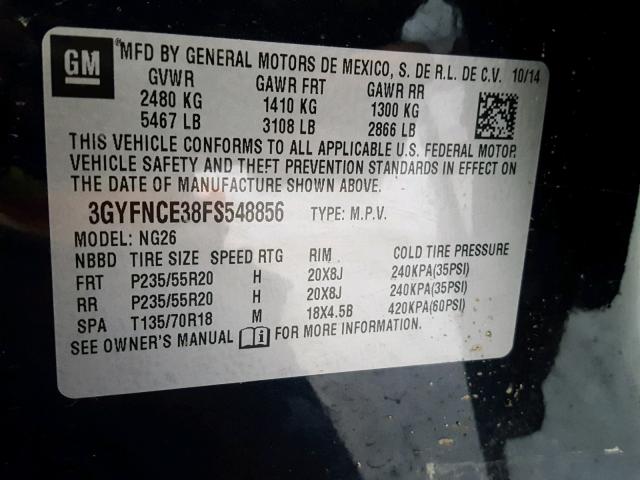 GM MFD BY GENERAL MOTORS DE MEXICO, S. DE R.L. DE C.V. 10/14
GVWR GAWR FRT GAWR RR
2480 KG 1410 KG 1300 KG
5467 LB 3108 LB 2866 LB
THIS VEHICLE CONFORMS TO ALL APPLICABLE U.S. FEDERAL MOTOR
VEHICLE SAFETY AND THEFT PREVENTION STANDARDS IN EFFECT ON
THE DATE OF MANUFACTURE SHOWN ABOVE.
3GYFNCE38FS548856 TYPE: M.P.V.
MODEL: NG26
NBBD TIRE SIZE SPEED RTG RIM COLD TIRE PRESSURE
FRT P235/55R20 H 20X8J 240KPA(35PSI)
RR P235/55R20 H 20X8J 240KPA(35PSI)
SPA T135/70R18 M 18X4.5B 420KPA(60PSI)
SEE OWNER'S MANUAL FOR MORE INFORMATION.